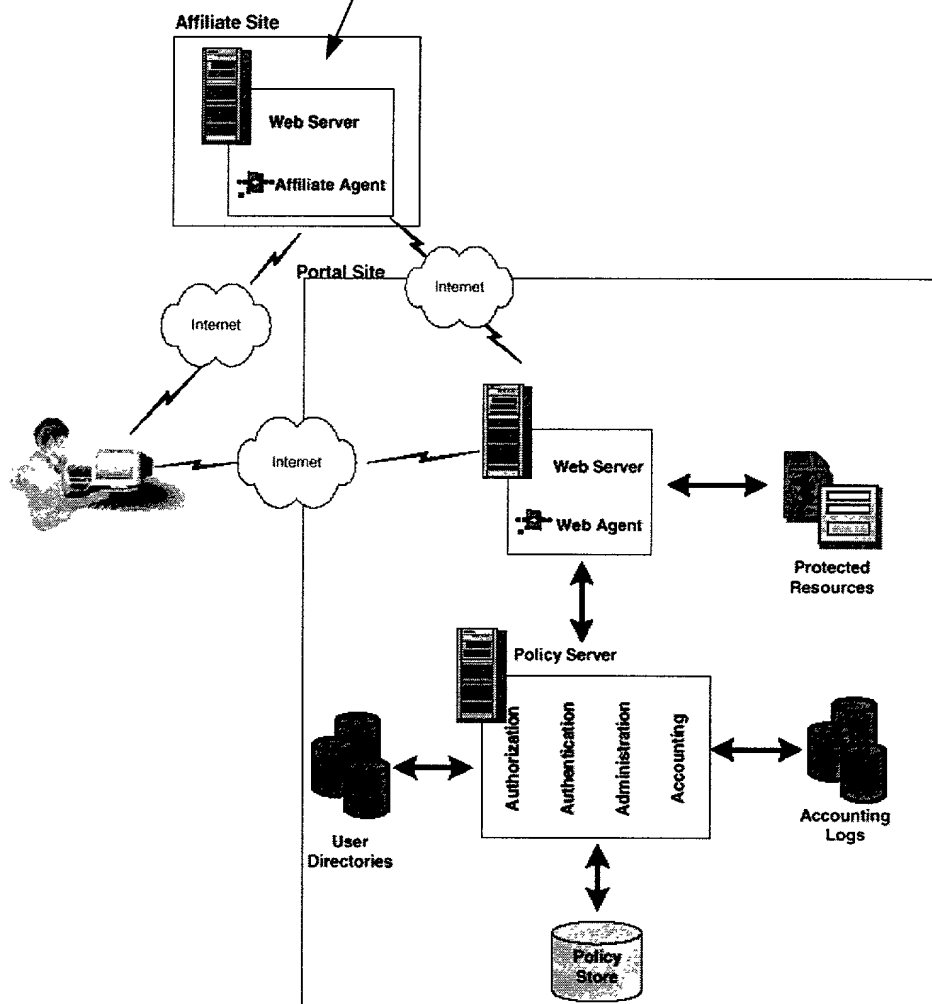 Affiliate Site
Web Server
Affiliate Agent
Portal Site
Internet
Internet
Internet
Web Server
Web Agent
Protected
Resources
Policy Server
Authorization
Authentication
Administration
Accounting
User
Directories
Accounting
Logs
Policy
Store